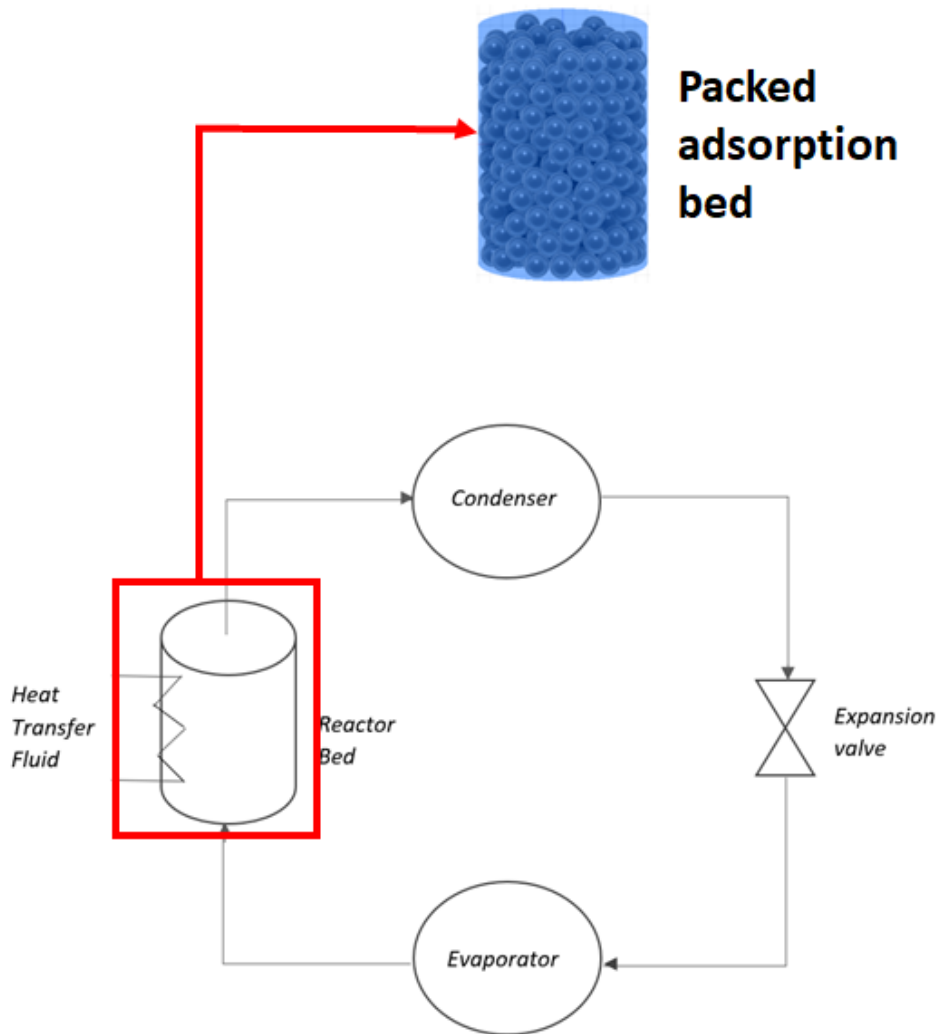 Packed
adsorption
bed
Condenser
Heat
Transfer
Fluid
Reactor
Bed
Expansion
valve
Evaporator